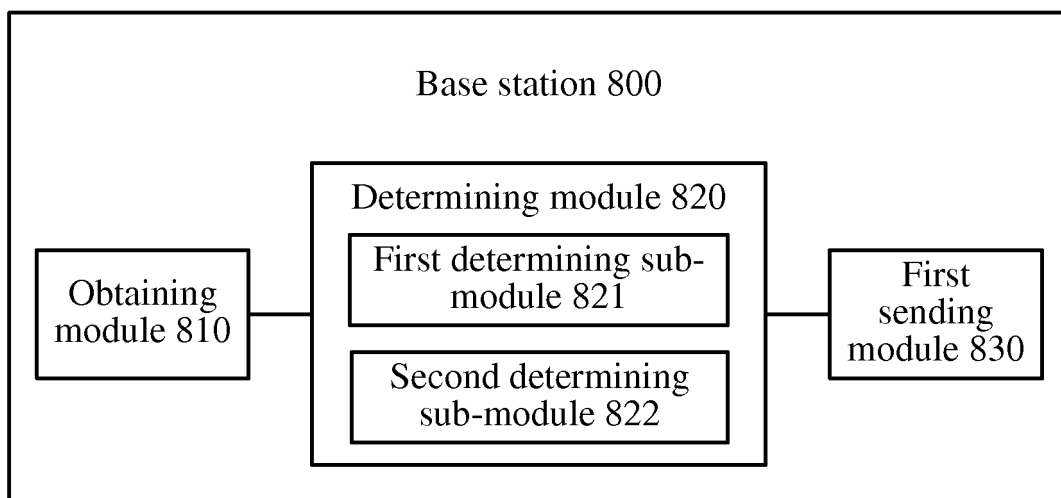 Base station 800
Determining module 820
First determining sub-
module 821
Obtaining
module 810
First
sending
module 830
Second determining
sub-module 822